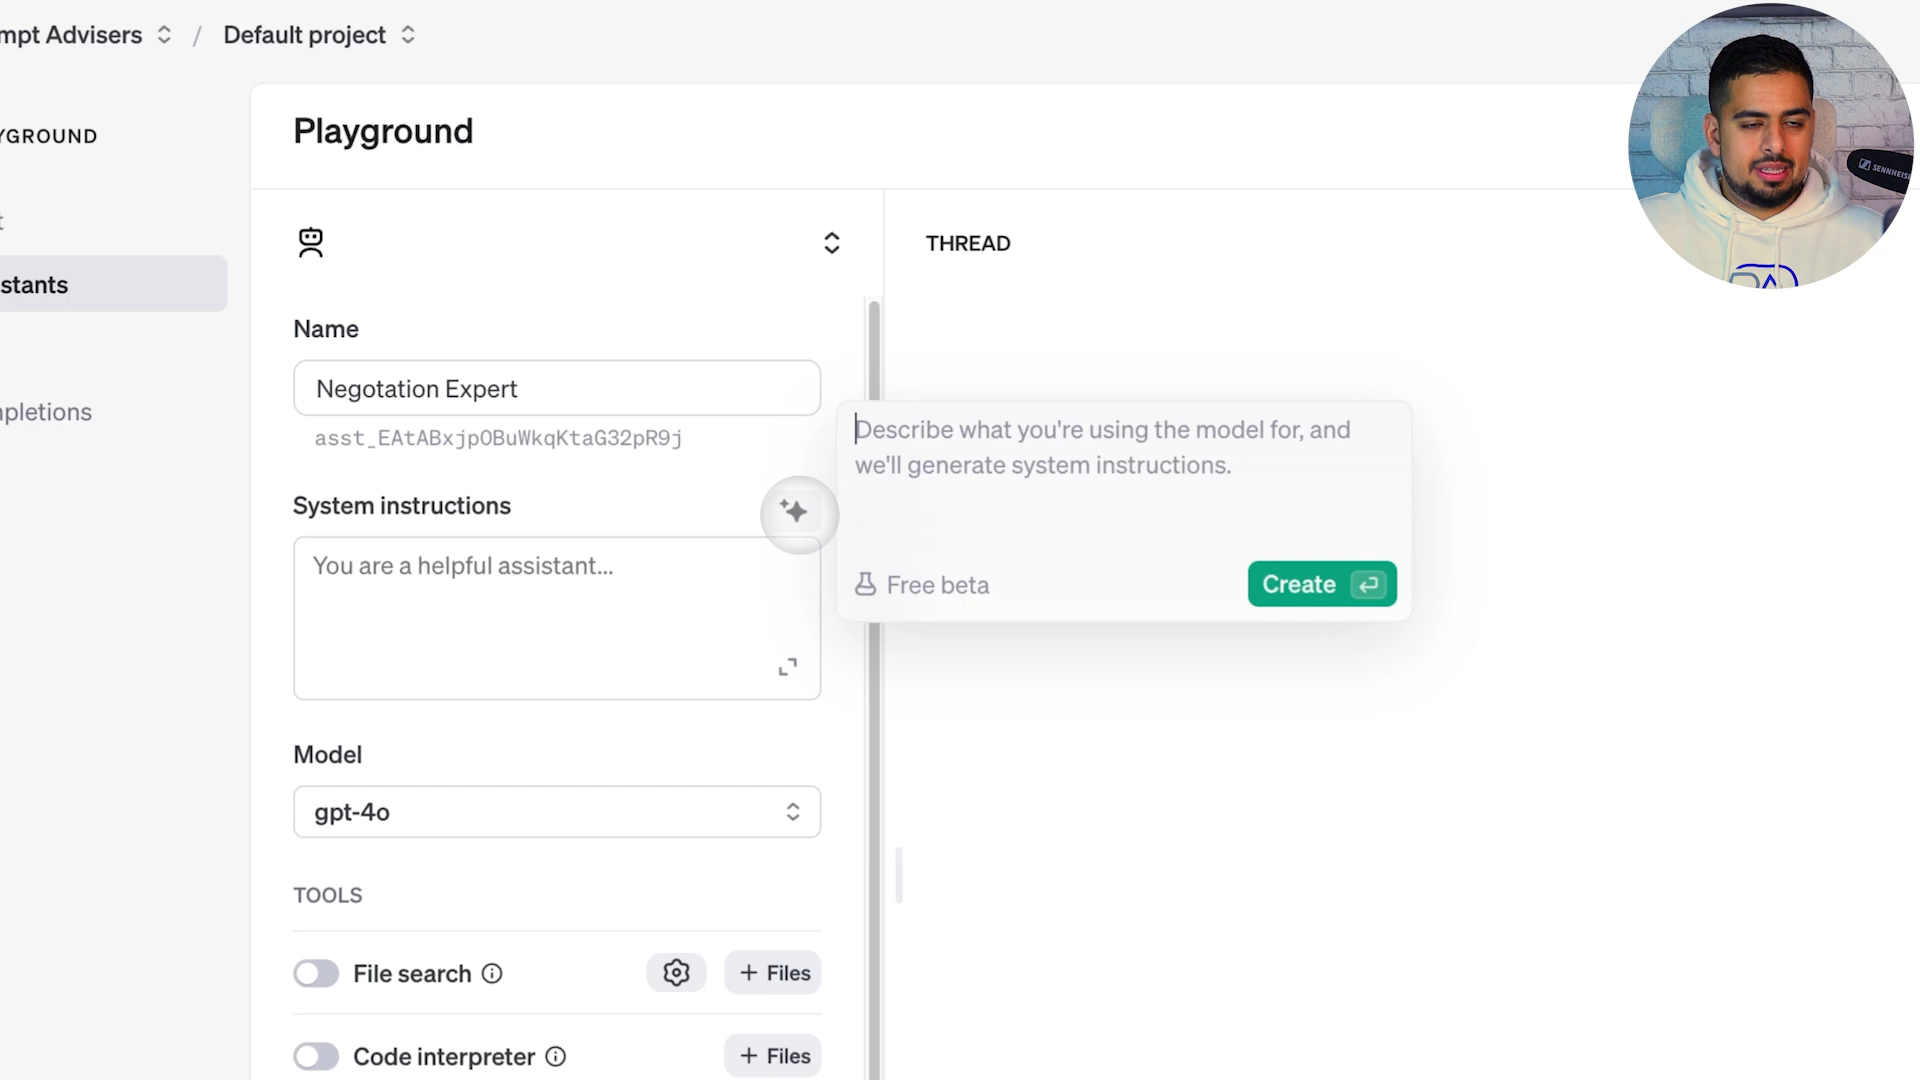 mpt Advisers / Default project
YGROUND
Playground
t
stants
THREAD
Name
Negotation Expert
asst_EAtABxjpOBuWkqKtaG32pR9j
Describe what you're using the model for, and
we'll generate system instructions.
System instructions
You are a helpful assistant...
Free beta
Create
mpletions
Model
gpt-4o
TOOLS
File search
+ Files
Code interpreter
+ Files
SENNHEISE